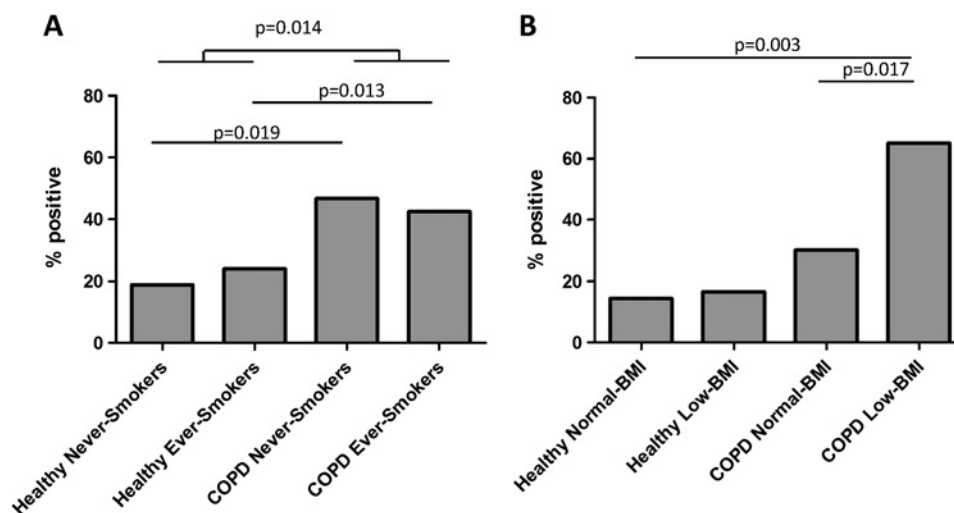 A
p=0.014
p=0.013
p=0.019
% positive
80
60
40
20
0
Healthy Never-Smokers
Healthy Ever-Smokers
COPD Never-Smokers
COPD Ever-Smokers
B
p=0.003
p=0.017
% positive
80
60
40
20
0
Healthy Normal-BMI
Healthy Low-BMI
COPD Normal-BMI
COPD Low-BMI